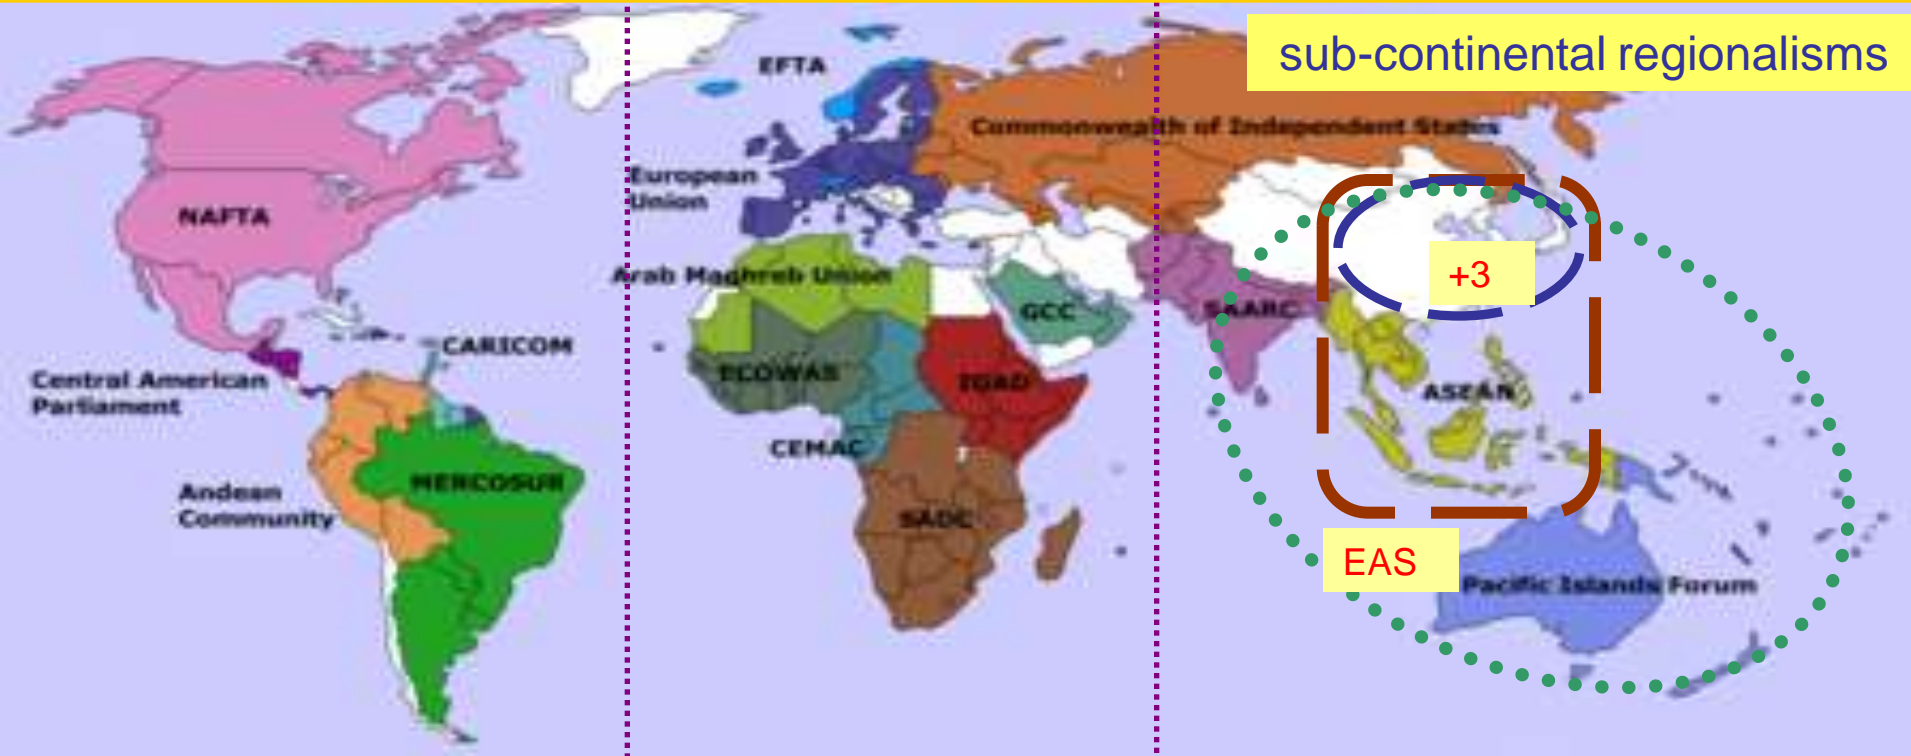 sub-continental regionalisms
EFTA
Commonwealth of Independent States
European
Union
NAFTA
+3
Arab Maghreb Union
GCC
SAARC
CARICOM
Central American
Parliament
ECOWAS
IGAD
ASEAN
CEMAC
MERCOSUR
Andean
Community
SADC
EAS
Pacific Islands Forum